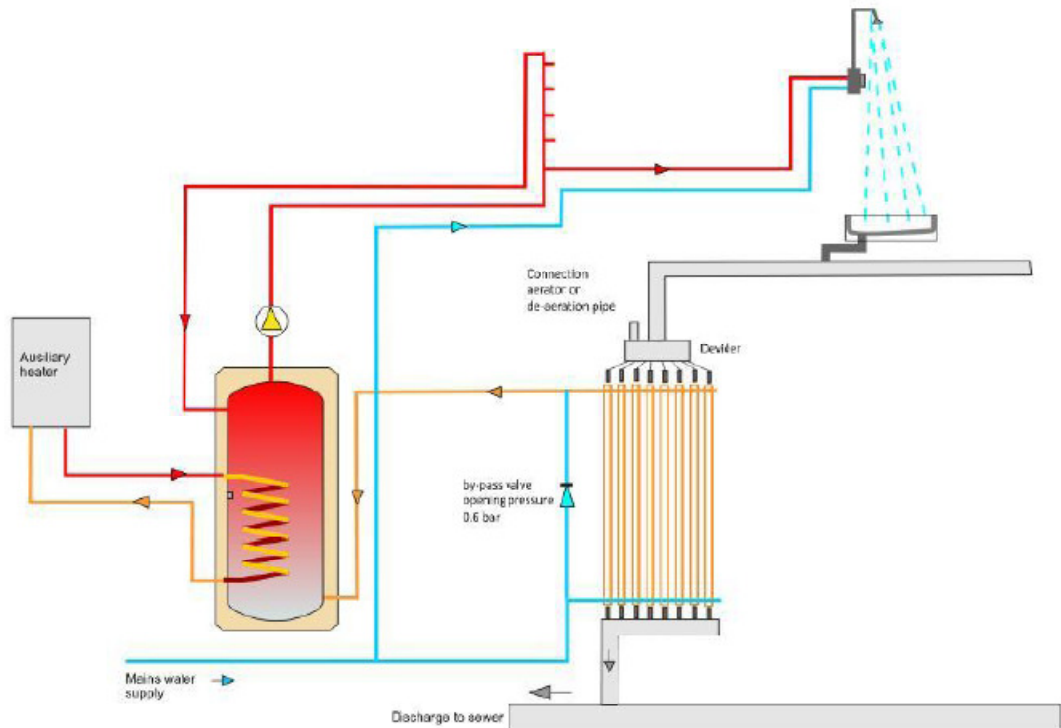 Connection
aerator or
de-aeration pipe
Devider
Auxiliary
heater
by-pass valve
opening pressure
0.6 bar
Mains water
supply
Discharge to sewer